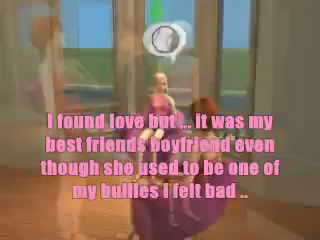 I found love but ... it was my
best friends boyfriend even
though she used to be one of
my bullies I felt bad ..